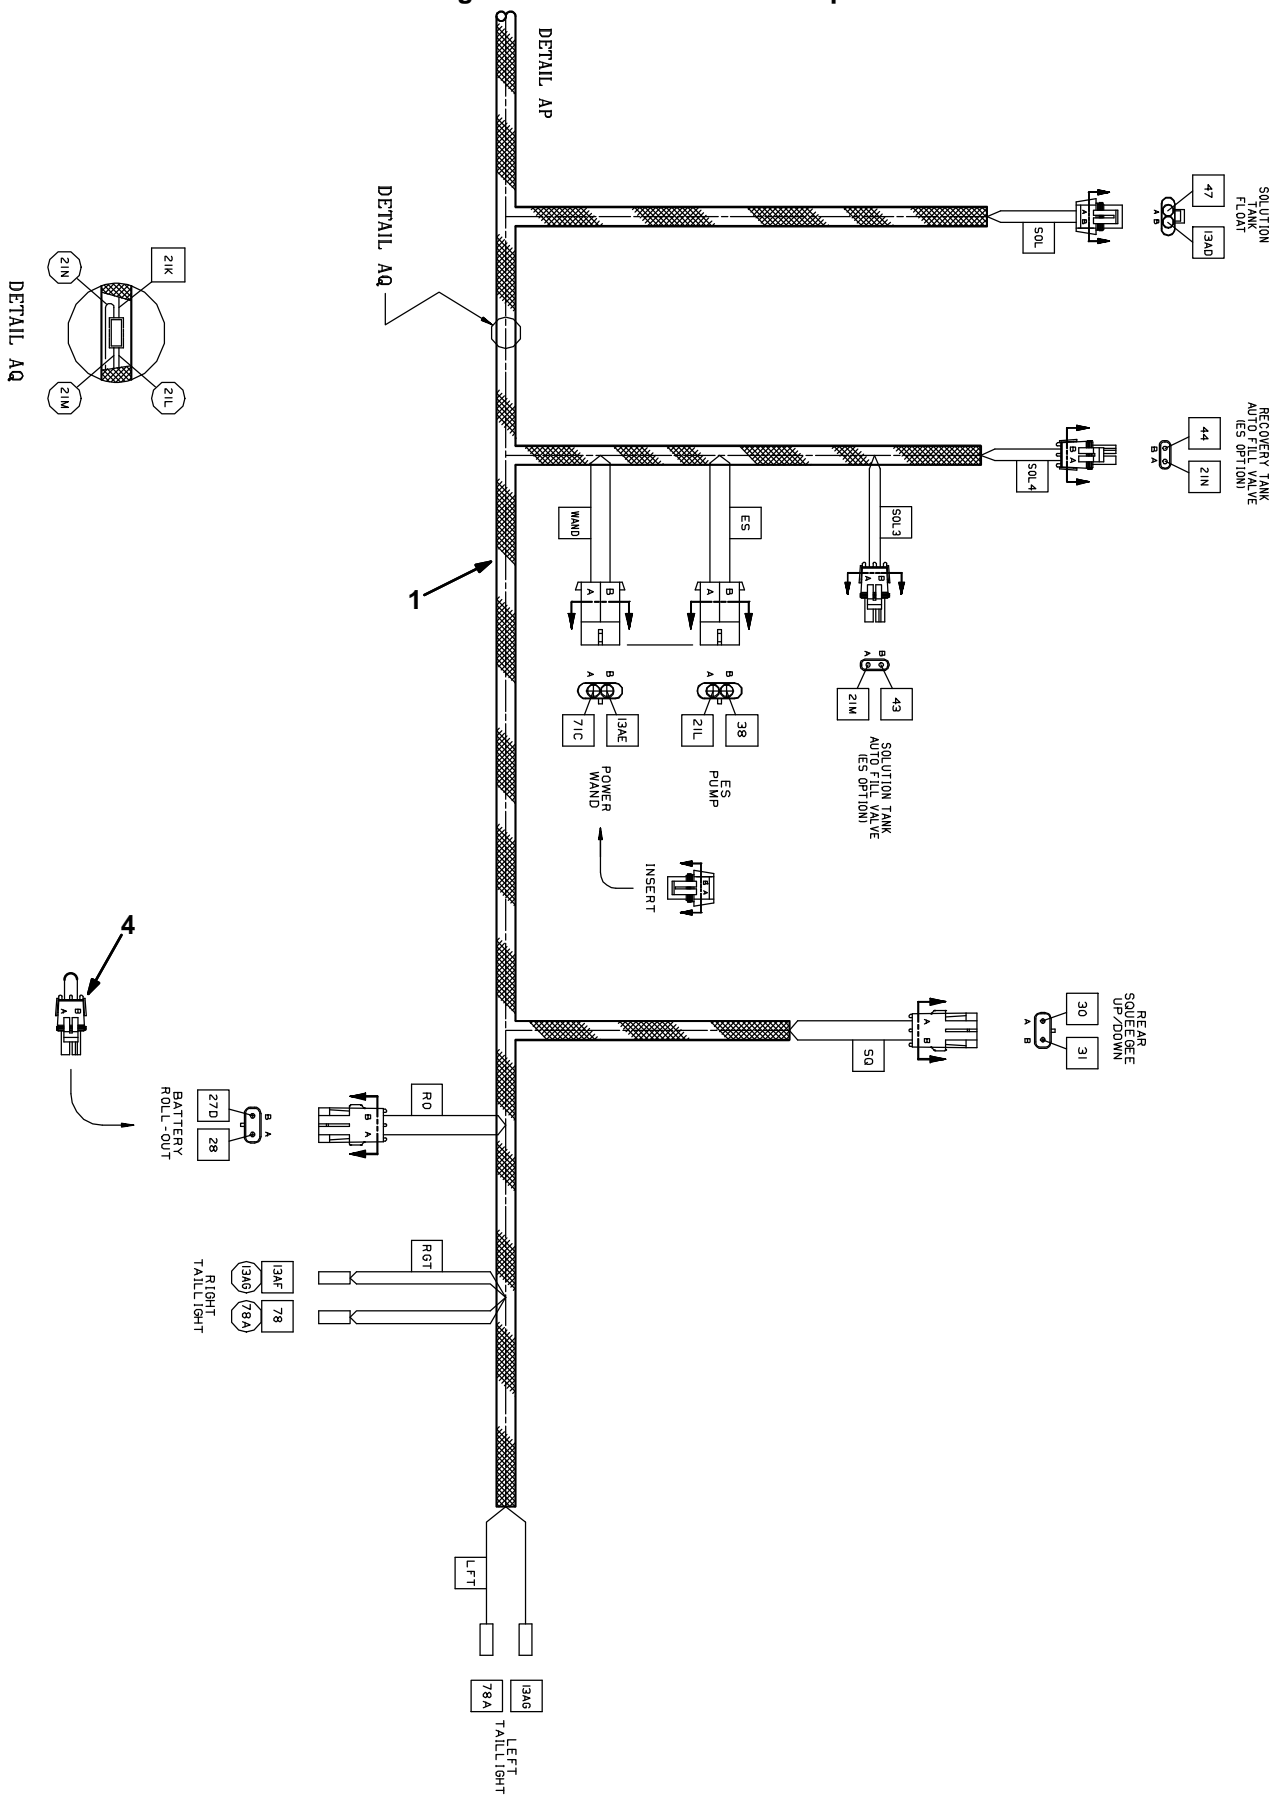 DETAIL AP
SOLUTION
TANK
FLOAT
47
13AD
A B
A B
SOL
DETAIL AQ
21K
21N
21M
21L
DETAIL AQ
RECOVERY TANK
AUTO FILL VALVE
(ES OPTION)
44
21N
B A
B A
SOL4
SOL3
B
A
B
A
43
21M
SOLUTION TANK
AUTO FILL VALVE
(ES OPTION)
ES
A B
A B
38
21L
ES
PUMP
WAND
A B
A B
13AE
71C
POWER
WAND
INSERT
B A
1
REAR
SQUEEGEE
UP/DOWN
30
31
A B
A B
SQ
4
B
A
BATTERY
ROLL-OUT
27D
28
B A
B A
RO
RGT
13AG
13AF
78A
78
RIGHT
TAILLIGHT
LFT
13AG
78A
LEFT
TAILLIGHT